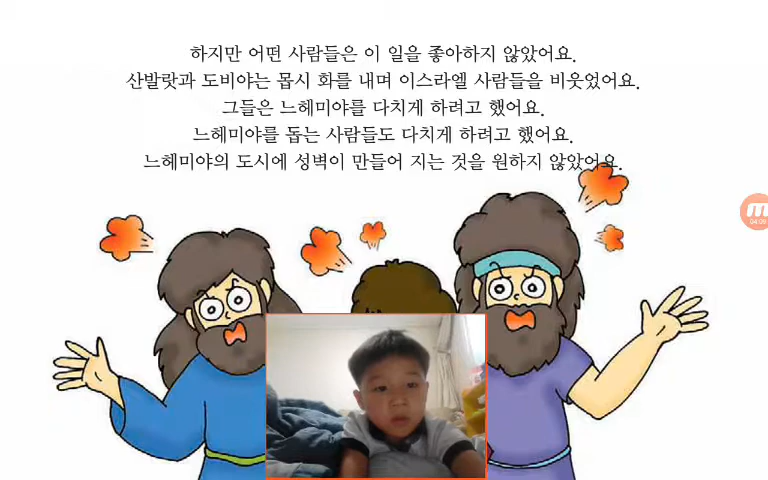 하지만 어떤 사람들은 이 일을 좋아하지 않았어요.
산발랏과 도비야는 몹시 화를 내며 이스라엘 사람들을 비웃었어요.
그들은 느헤미야를 다치게 하려고 했어요.
느헤미야를 돕는 사람들도 다치게 하려고 했어요.
느헤미야의 도시에 성벽이 만들어 지는 것을 원하지 않았어요.